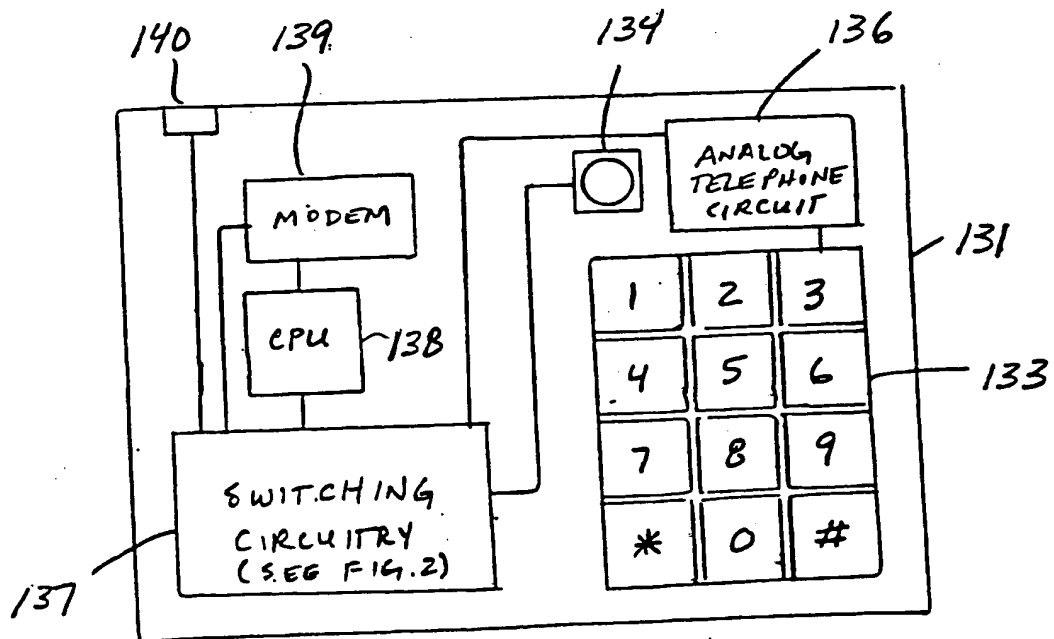 140 139 134 136
ANALOG
TELEPHONE
CIRCUIT
MODEM
131
1 2 3
CPU
138
4 5 6
133
7 8 9
SWITCHING
CIRCUITRY
(SEE FIG. 2)
* 0 #
137